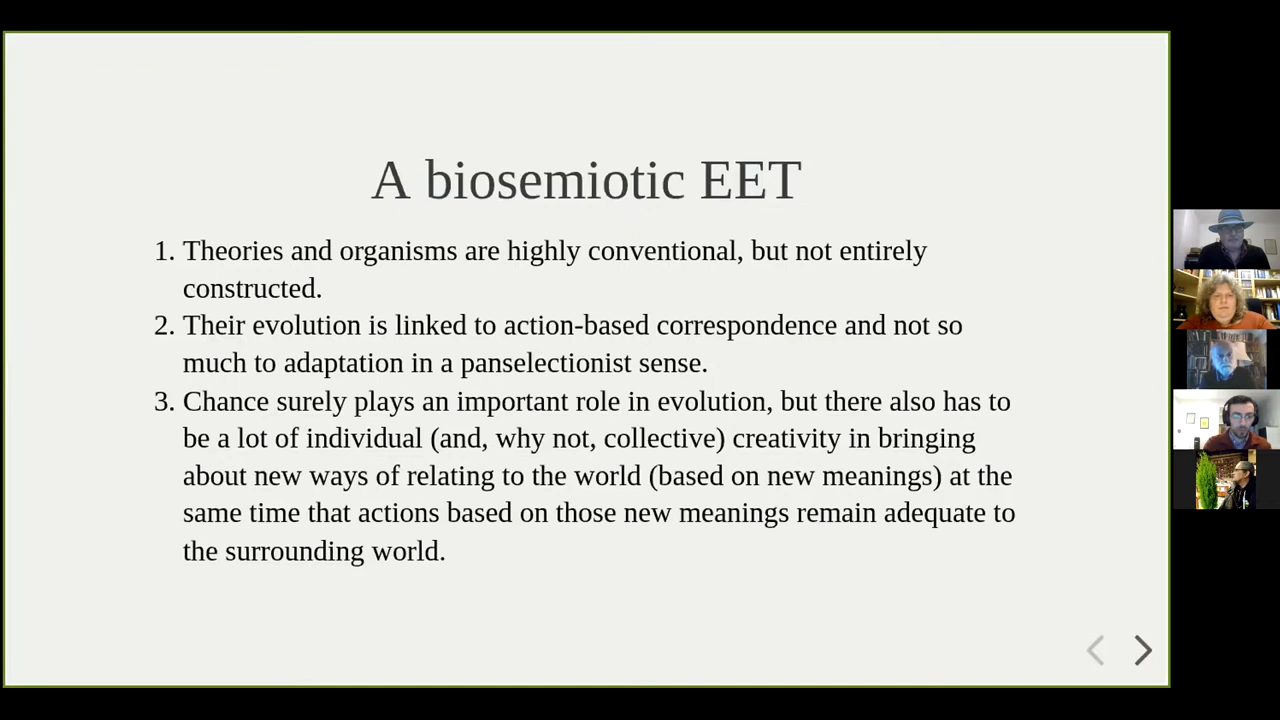 A biosemiotic EET
1. Theories and organisms are highly conventional, but not entirely
constructed.
2. Their evolution is linked to action-based correspondence and not so
much to adaptation in a panselectionist sense.
3. Chance surely plays an important role in evolution, but there also has to
be a lot of individual (and, why not, collective) creativity in bringing
about new ways of relating to the world (based on new meanings) at the
same time that actions based on those new meanings remain adequate to
the surrounding world.